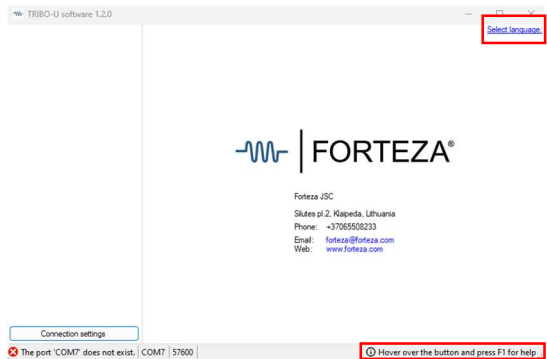 TRIBO-U software 1.2.0
Select language:
FORTEZA®
Forteza JSC
Silutes pl.2, Klaipeda, Lithuania
Phone: +37065508233
Email: forteza@forteza.com
Web: www.forteza.com
Connection settings
The port 'COM7' does not exist. COM7 57600 Hover over the button and press F1 for help